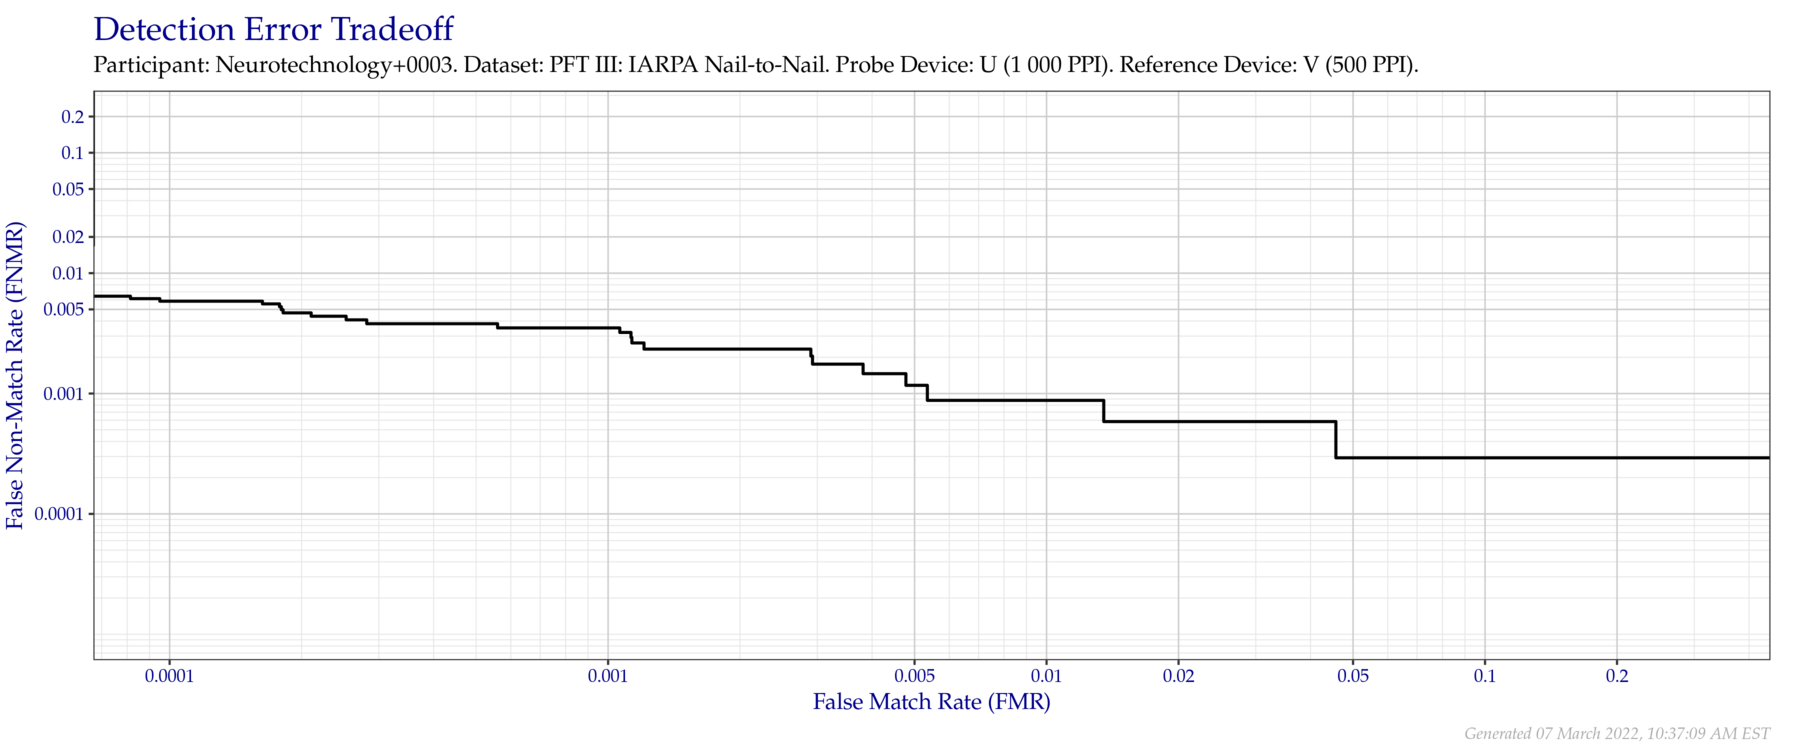 Detection Error Tradeoff
Participant: Neurotechnology+0003. Dataset: PFT III: IARPA Nail-to-Nail. Probe Device: U (1 000 PPI). Reference Device: V (500 PPI).
False Non-Match Rate (FNMR)
0.2
0.1
0.05
0.02
0.01
0.005
0.001
0.0001
0.0001 0.001 0.005 0.01 0.02 0.05 0.1 0.2
False Match Rate (FMR)
Generated 07 March 2022, 10:37:09 AM EST